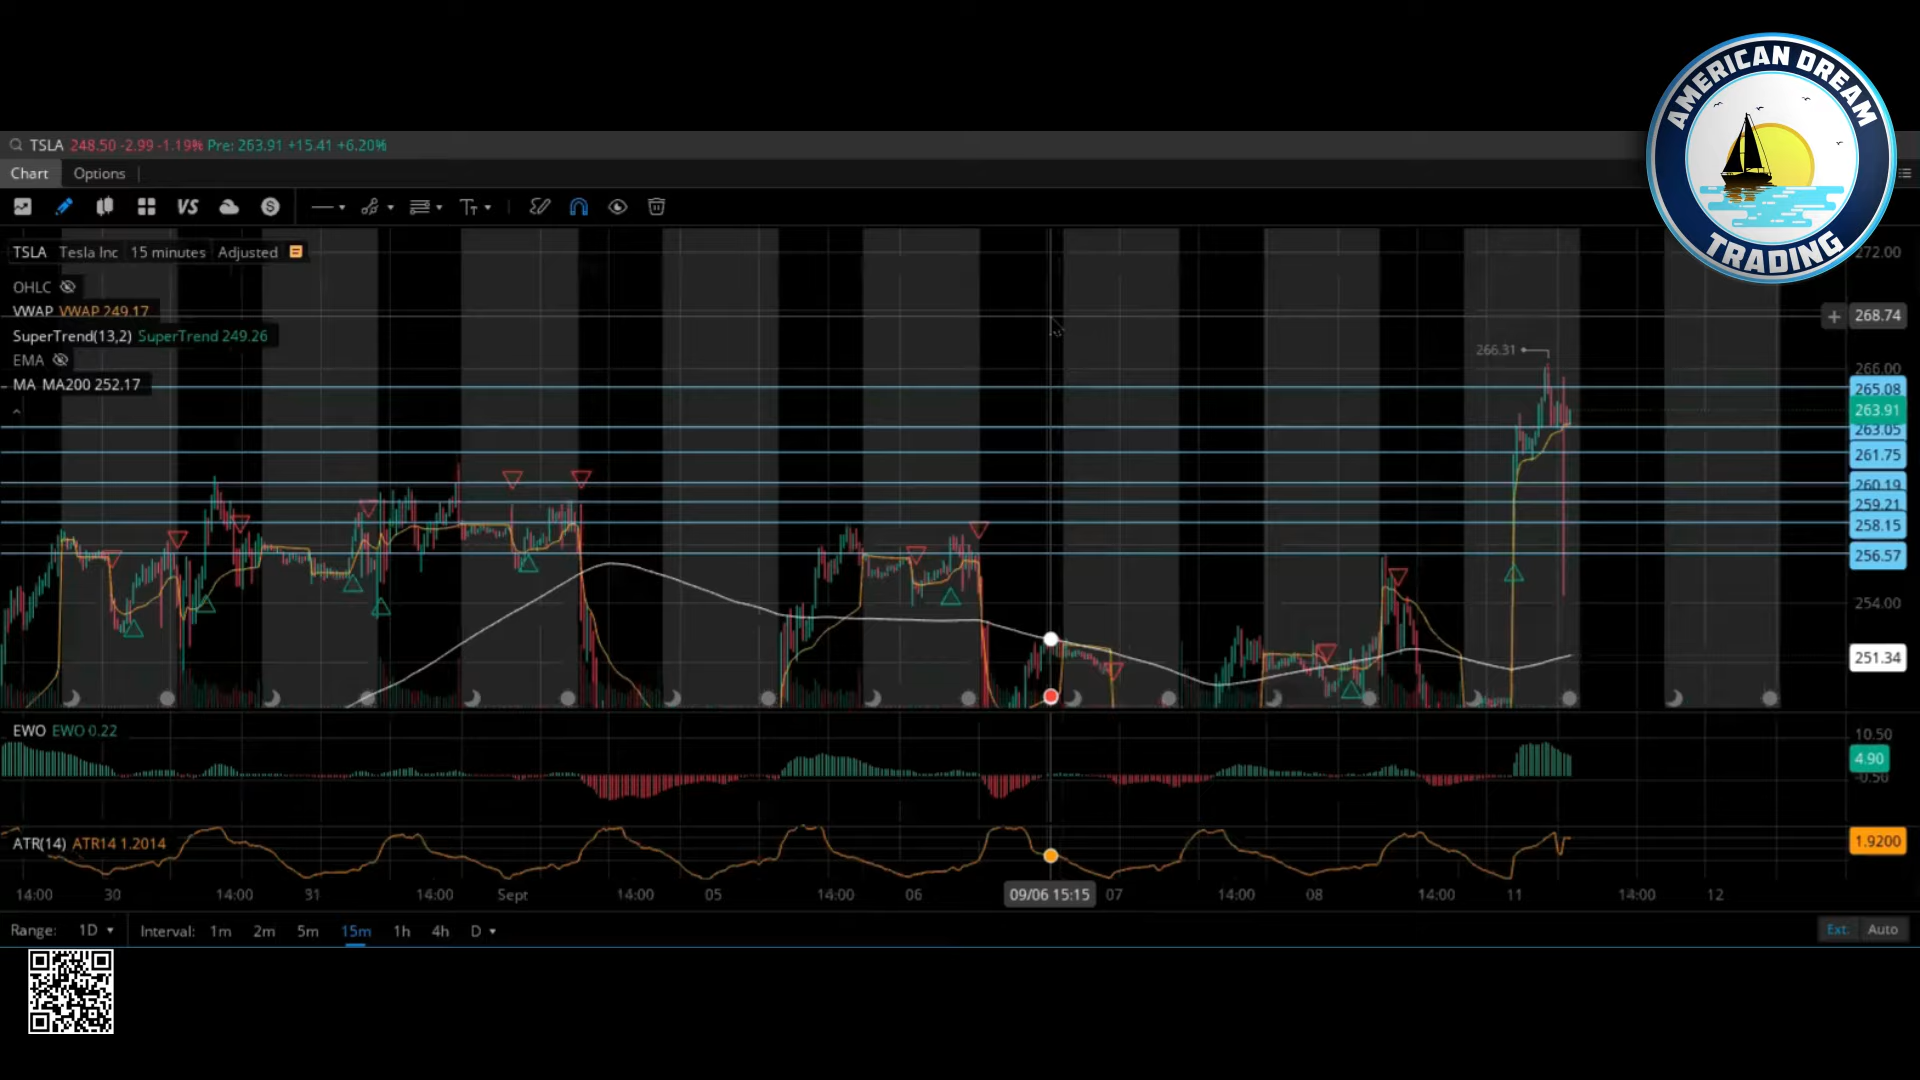 AMERICAN DREAM
TRADING
TSLA 248.50 -2.99 -1.19% Pre: 263.91 +15.41 +6.20%
Chart Options
VS S T
TSLA Tesla Inc 15 minutes Adjusted
272.00
OHLC
VWAP VWAP 249.17
268.74
SuperTrend(13,2) SuperTrend 249.26
266.31
EMA
266.00
MA MA200 252.17
265.08
263.91
263.05
261.75
260.19
259.21
258.15
256.57
254.00
251.34
EWO EWO 0.22
10.50
4.90
-0.50
ATR(14) ATR14 1.2014
1.9200
14:00 30 14:00 31 14:00 Sept 14:00 05 14:00 06 09/06 15:15 07 14:00 08 14:00 11 14:00 12
Range: 1D Interval: 1m 2m 5m 15m 1h 4h D Ext. Auto